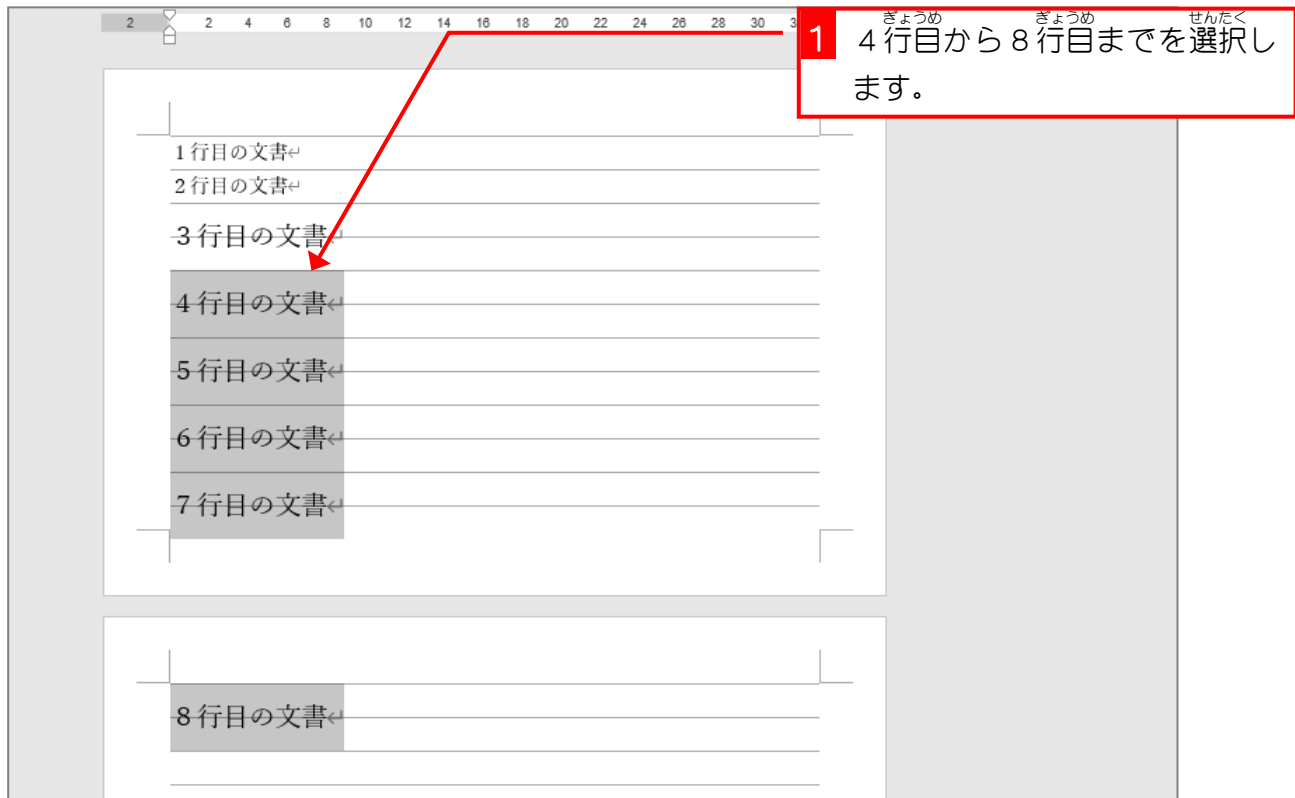 2 2 4 6 8 10 12 14 16 18 20 22 24 26 28 30 3
1 4行目から8行目までを選択し
ぎょうめ ぎょうめ せんたく
ます。
1行目の文書↵
2行目の文書↵
3行目の文書↵
4行目の文書↵
5行目の文書↵
6行目の文書↵
7行目の文書↵
8行目の文書↵